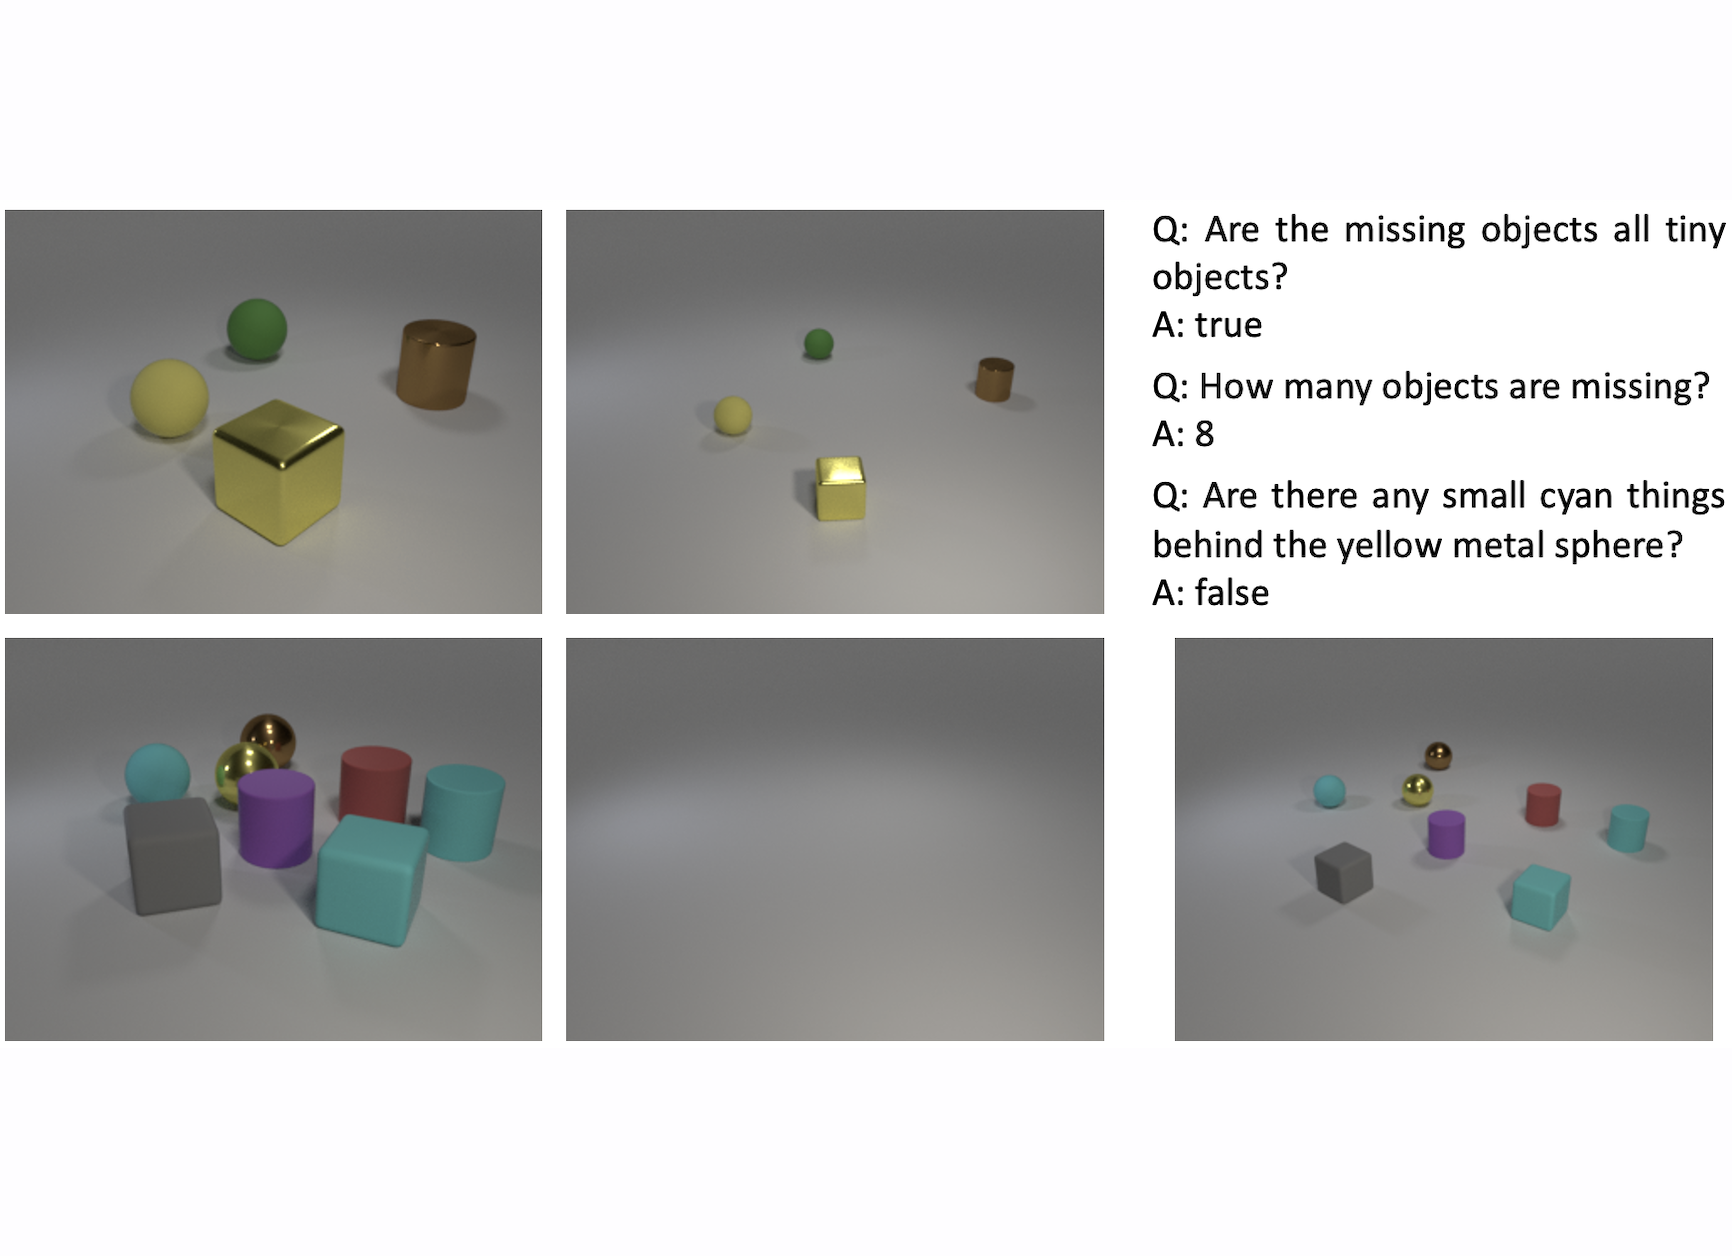 Q: Are the missing objects all tiny
objects?
A: true
Q: How many objects are missing?
A: 8
Q: Are there any small cyan things
behind the yellow metal sphere?
A: false